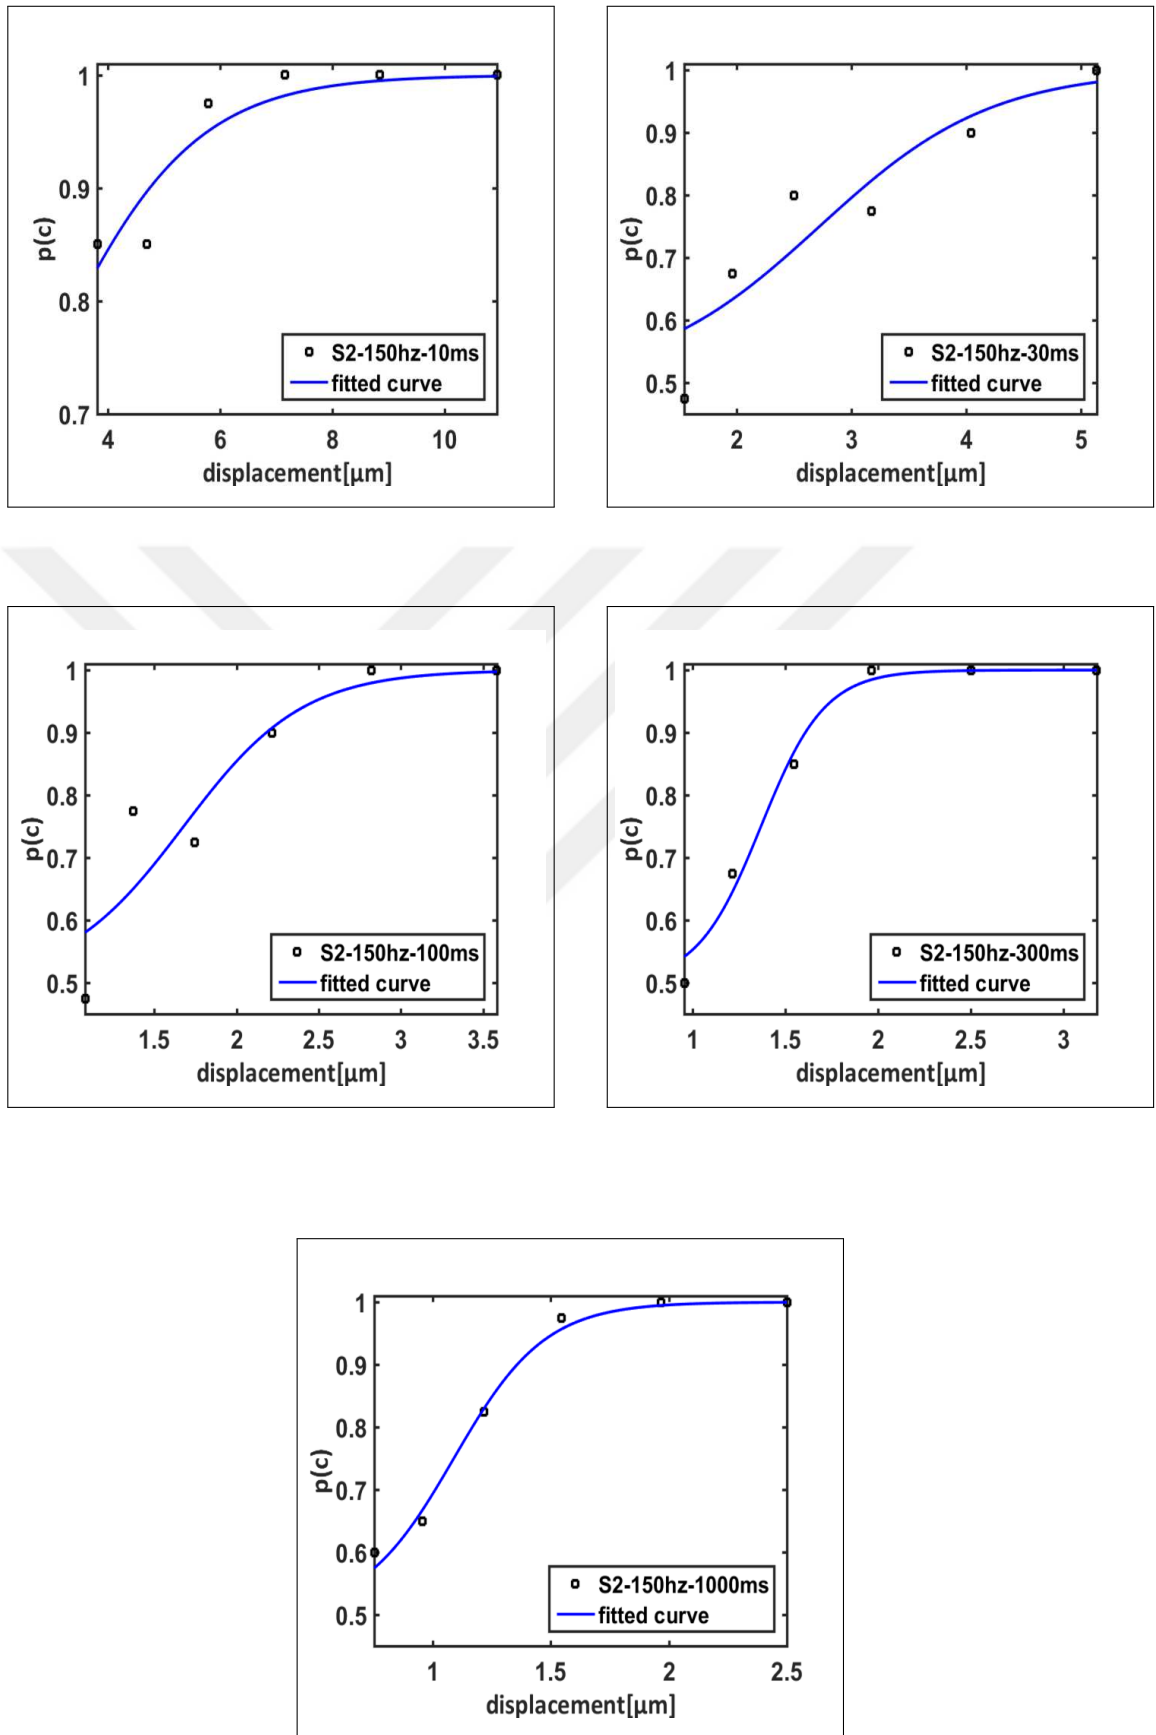 1
0.9
0.8
0.7
p(c)
4 6 8 10
displacement[µm]
S2-150hz-10ms
fitted curve
1
0.9
0.8
0.7
0.6
0.5
p(c)
2 3 4 5
displacement[µm]
S2-150hz-30ms
fitted curve
1
0.9
0.8
0.7
0.6
0.5
p(c)
1.5 2 2.5 3 3.5
displacement[µm]
S2-150hz-100ms
fitted curve
1
0.9
0.8
0.7
0.6
0.5
p(c)
1 1.5 2 2.5 3
displacement[µm]
S2-150hz-300ms
fitted curve
1
0.9
0.8
0.7
0.6
0.5
p(c)
1 1.5 2 2.5
displacement[µm]
S2-150hz-1000ms
fitted curve